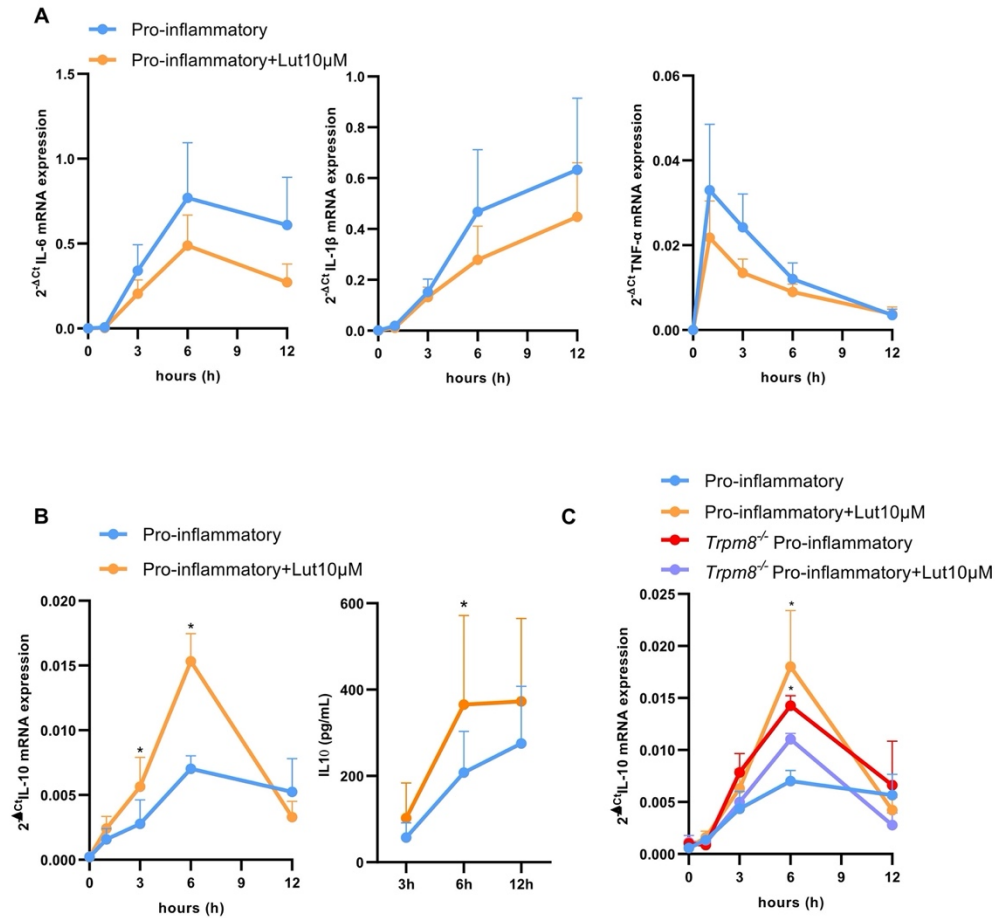 A
Pro-inflammatory
Pro-inflammatory+Lut10µM
2-ΔCt IL-6 mRNA expression
1.5
1.0
0.5
0.0
0 3 6 9 12
hours (h)
2-ΔCt IL-1β mRNA expression
1.0
0.8
0.6
0.4
0.2
0.0
0 3 6 9 12
hours (h)
2-ΔCt TNF-α mRNA expression
0.06
0.04
0.02
0.00
0 3 6 9 12
hours (h)
B
Pro-inflammatory
Pro-inflammatory+Lut10µM
2-▲Ct IL-10 mRNA expression
0.020
0.015
0.010
0.005
0.000
*
*
0 3 6 9 12
hours (h)
IL10 (pg/mL)
600
400
200
0
*
3h 6h 12h
C
Pro-inflammatory
Pro-inflammatory+Lut10µM
Trpm8-/- Pro-inflammatory
Trpm8-/- Pro-inflammatory+Lut10µM
2-▲Ct IL-10 mRNA expression
0.025
0.020
0.015
0.010
0.005
0.000
*
*
0 3 6 9 12
hours (h)